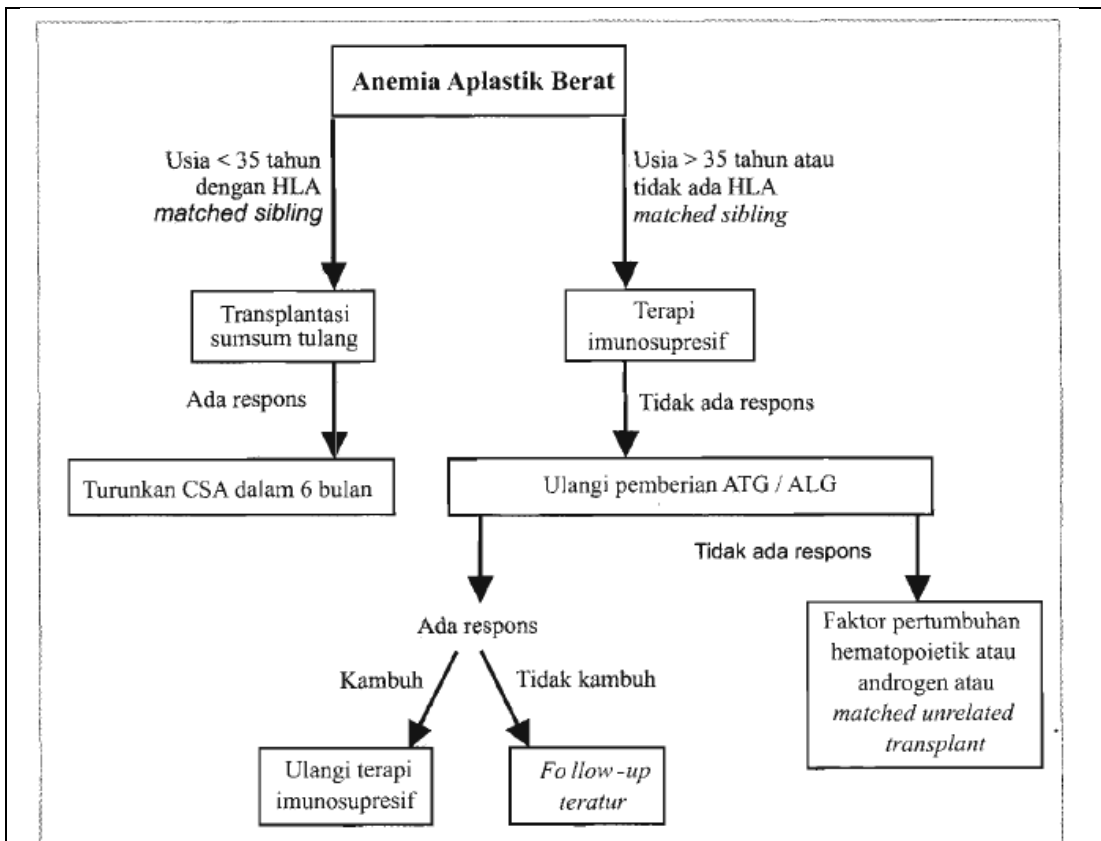 Anemia Aplastik Berat
Usia < 35 tahun
dengan HLA
matched sibling
Usia > 35 tahun atau
tidak ada HLA
matched sibling
Transplantasi
sumsum tulang
Terapi
imunosupresif
Ada respons
Tidak ada respons
Turunkan CSA dalam 6 bulan
Ulangi pemberian ATG / ALG
Tidak ada respons
Ada respons
Faktor pertumbuhan
hematopoietik atau
androgen atau
matched unrelated
transplant
Kambuh
Tidak kambuh
Ulangi terapi
imunosupresif
Follow-up
teratur